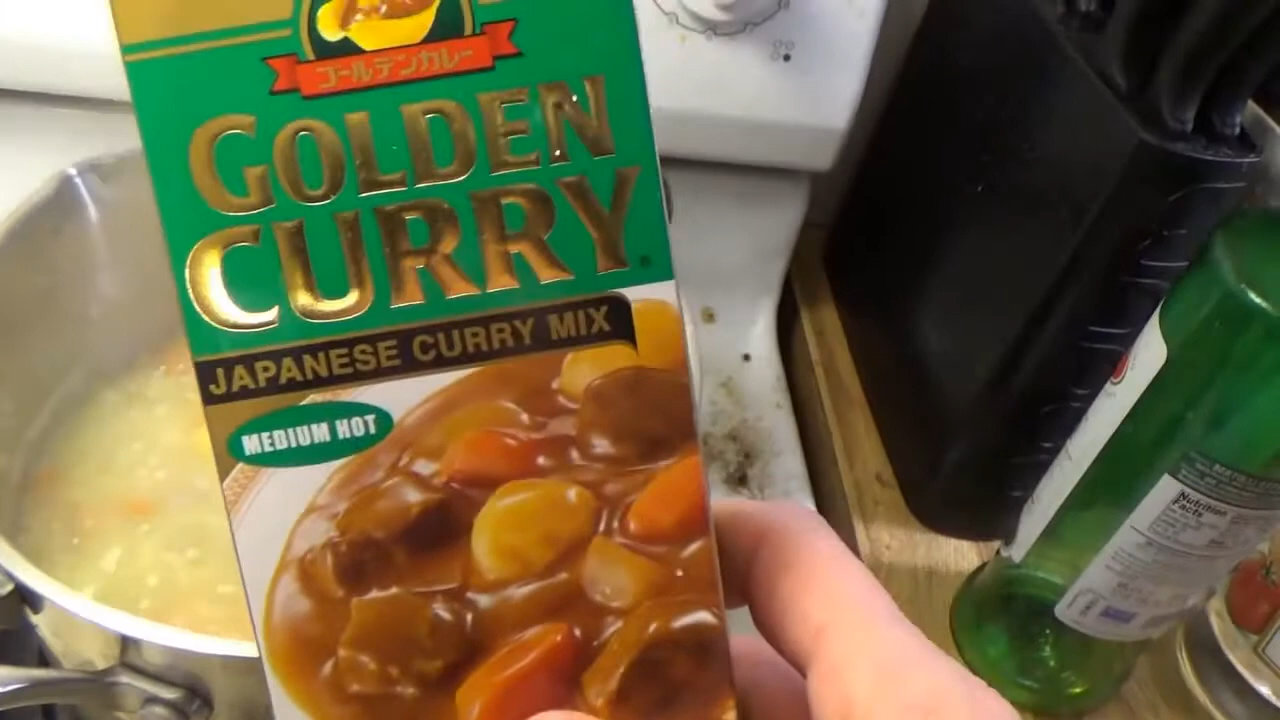 ゴールデンカレー
GOLDEN
CURRY
JAPANESE CURRY MIX
MEDIUM HOT
Nutrition
Facts